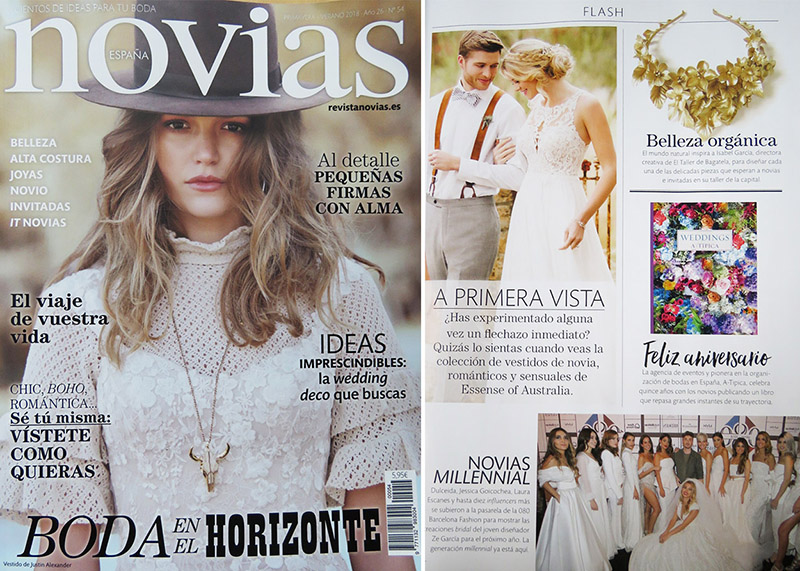 ENTOS DE IDEAS PARA TU BODA
2018 Año 26 - Nº 54
novias
ESPAÑA
revistanovias.es
BELLEZA
ALTA COSTURA
JOYAS
NOVIO
INVITADAS
IT NOVIAS
Al detalle
PEQUEÑAS
FIRMAS
CON ALMA
El viaje
de vuestra
vida
IDEAS
IMPRESCINDIBLES:
la wedding
deco que buscas
CHIC, BOHO,
ROMÁNTICA...
Sé tú misma:
VÍSTETE
COMO
QUIERAS
5,95€
00054
BODA EN EL HORIZONTE
Vestido de Justin Alexander
FLASH
A PRIMERA VISTA
¿Has experimentado alguna
vez un flechazo inmediato?
Quizás lo sientas cuando veas la
colección de vestidos de novia,
románticos y sensuales de
Essense of Australia.
Belleza orgánica
El mundo natural inspira a Isabel García, directora
creativa de El Taller de Bagatela, para diseñar cada
una de las delicadas piezas que esperan a novias
e invitadas en su taller de la capital.
WEDDINGS
A-TIPICA
Feliz aniversario
La agencia de eventos y pionera en la organi-
zación de bodas en España, A-Tipica, celebra
quince años con los novios publicando un libro
que repasa grandes instantes de su trayectoria.
NOVIAS
MILLENNIAL
Dulceida, Jessica Goicoechea, Laura
Escanes y hasta diez influencers más
se subieron a la pasarela de la 080
Barcelona Fashion para mostrar las
creaciones bridal del joven diseñador
Ze García para el próximo año. La
generación millennial ya está aquí.